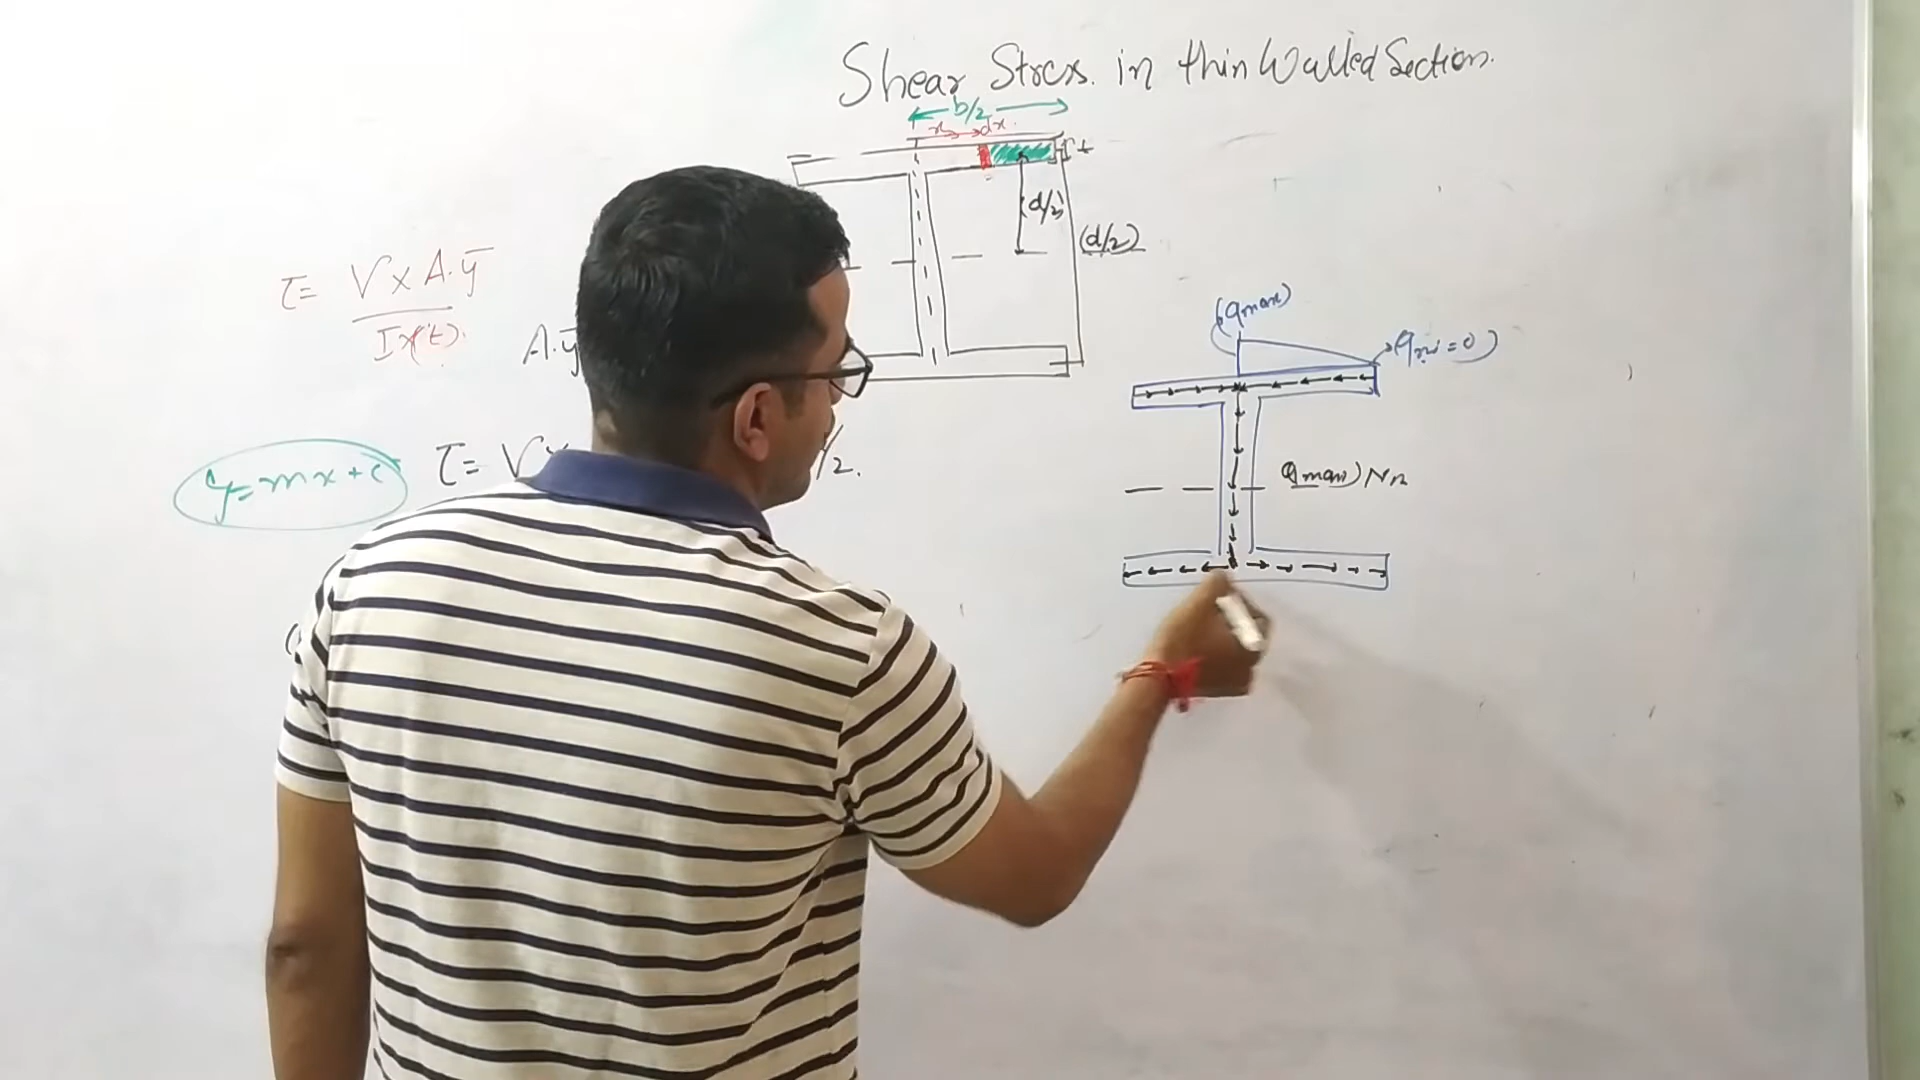 Shear Stress. in thin Walled Section.
b/2
x dx.
t
(d/2)
(d/2)
τ= V x A.ȳ
I x(t).
A.ȳ
(qmax)
(qmin=0)
y=mx+c
τ= V
/2.
qmax) NA